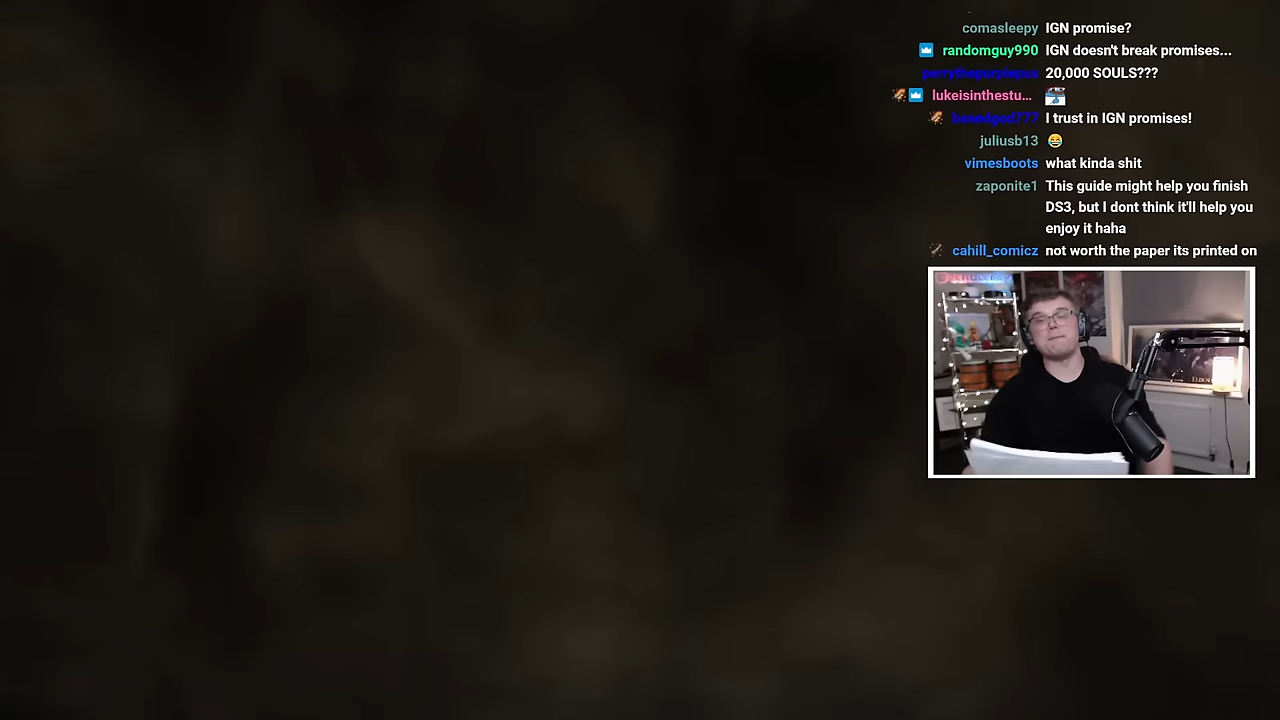 comasleepy IGN promise?
randomguy990 IGN doesn't break promises...
perrythepurplepus 20,000 SOULS???
lukeisinthestu...
basedgod777 I trust in IGN promises!
juliusb13 😂
vimesboots what kinda shit
zaponite1 This guide might help you finish
DS3, but I dont think it'll help you
enjoy it haha
cahill_comicz not worth the paper its printed on